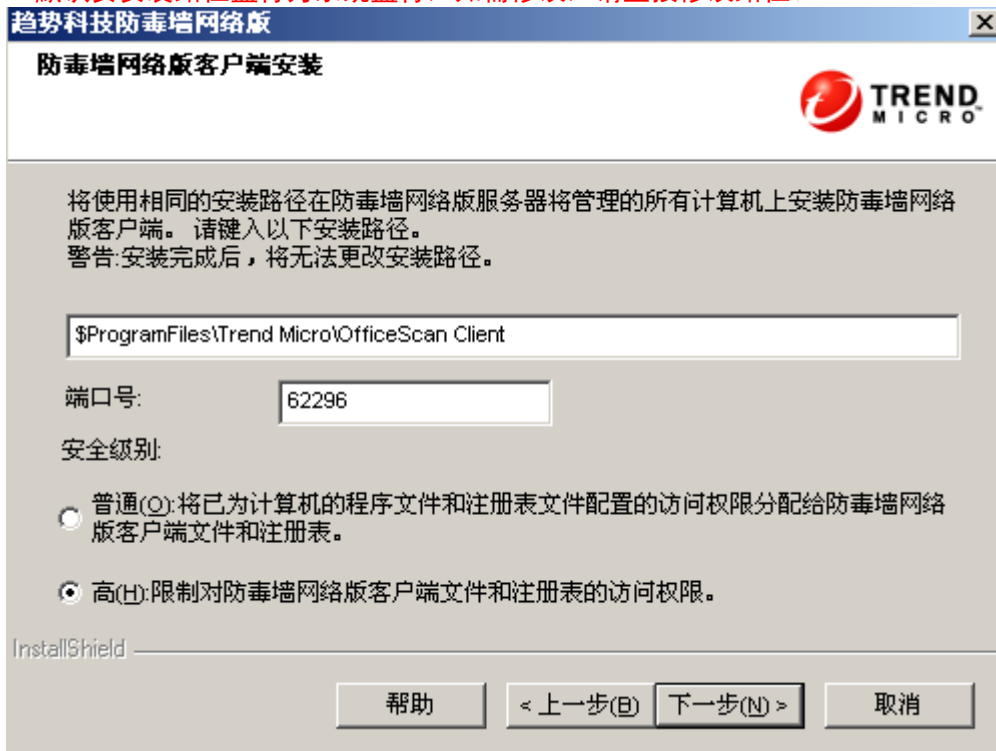 趋势科技防毒墙网络版
防毒墙网络版客户端安装
TREND
MICRO
将使用相同的安装路径在防毒墙网络版服务器将管理的所有计算机上安装防毒墙网络
版客户端。 请键入以下安装路径。
警告:安装完成后，将无法更改安装路径。
$ProgramFiles\Trend Micro\OfficeScan Client
端口号:
62296
安全级别:
普通(O):将已为计算机的程序文件和注册表文件配置的访问权限分配给防毒墙网络
版客户端文件和注册表。
高(H):限制对防毒墙网络版客户端文件和注册表的访问权限。
InstallShield
帮助
< 上一步(B)
下一步(N) >
取消